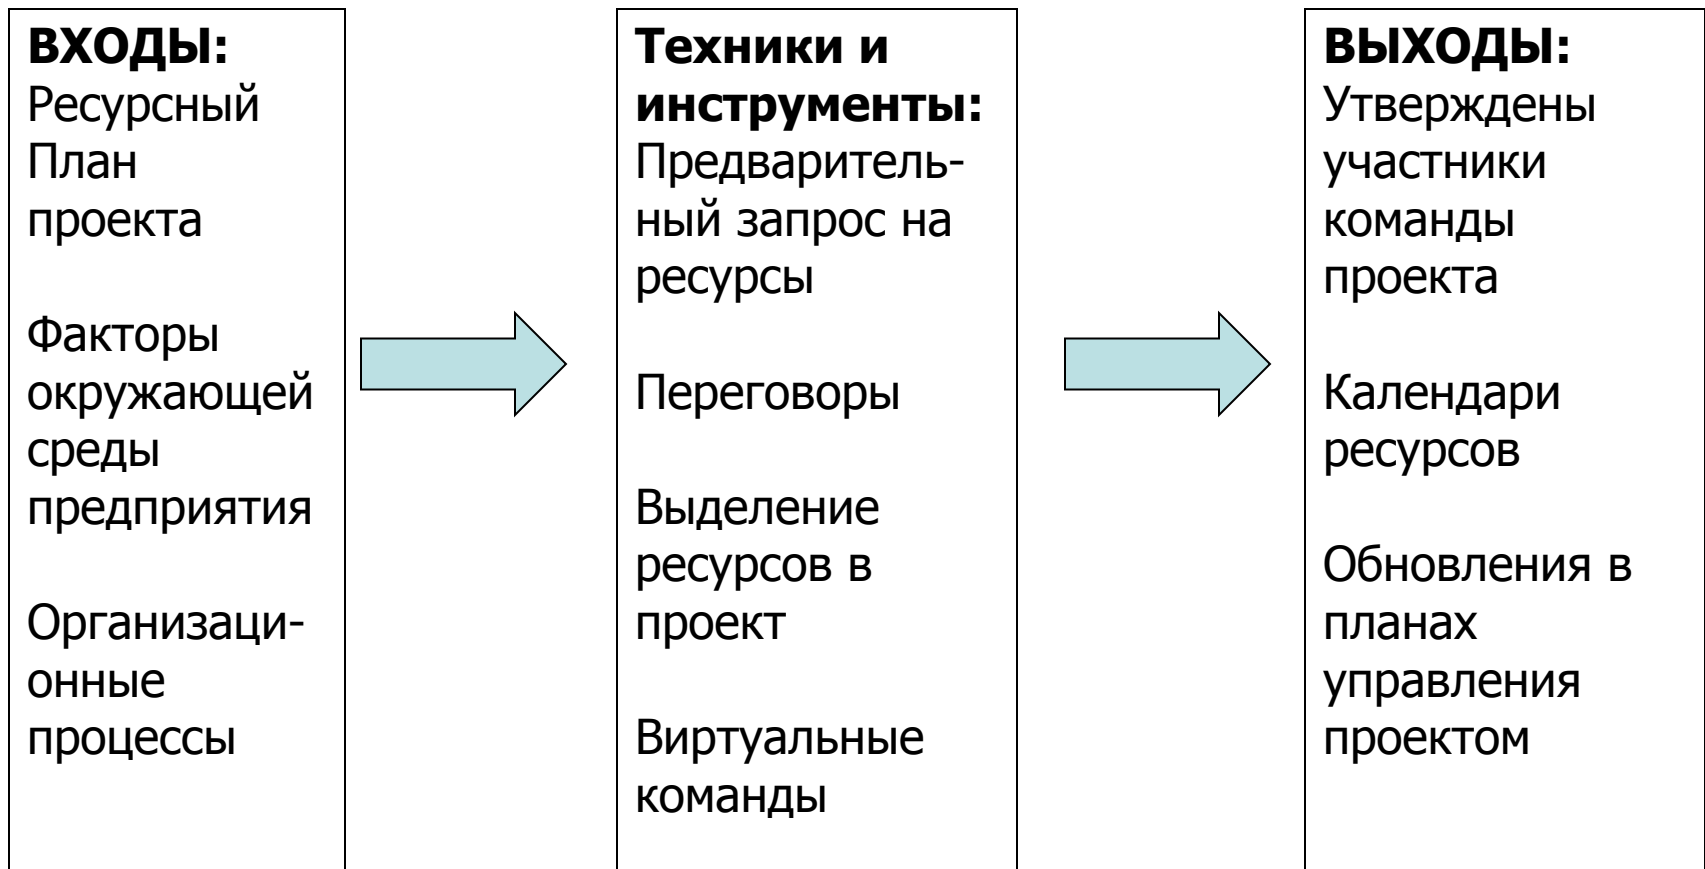 ВХОДЫ:
Ресурсный
План
проекта
Факторы
окружающей
среды
предприятия
Организаци-
онные
процессы
Техники и
инструменты:
Предваритель-
ный запрос на
ресурсы
Переговоры
Выделение
ресурсов в
проект
Виртуальные
команды
ВЫХОДЫ:
Утверждены
участники
команды
проекта
Календари
ресурсов
Обновления в
планах
управления
проектом